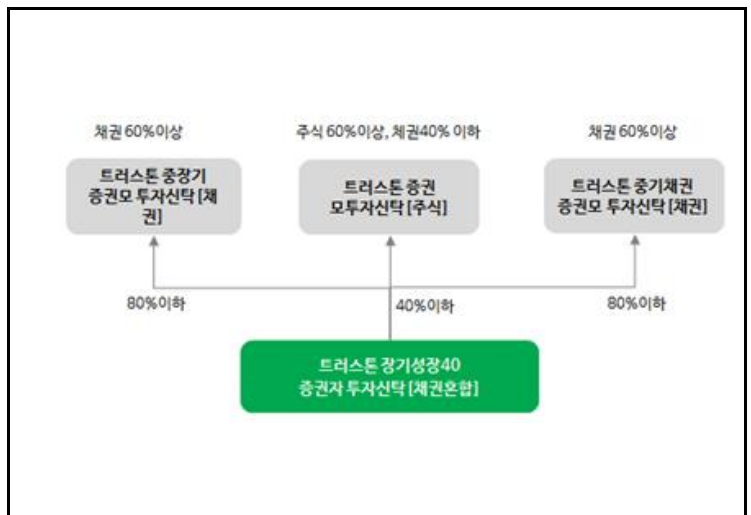 채권 60%이상
주식 60%이상, 채권40% 이하
채권 60%이상
트러스톤 중장기
증권모 투자신탁 [채
권]
트러스톤 증권
모투자신탁 [주식]
트러스톤 중기채권
증권모 투자신탁 [채권]
80%이하
40%이하
80%이하
트러스톤 장기성장40
증권자 투자신탁 [채권혼합]